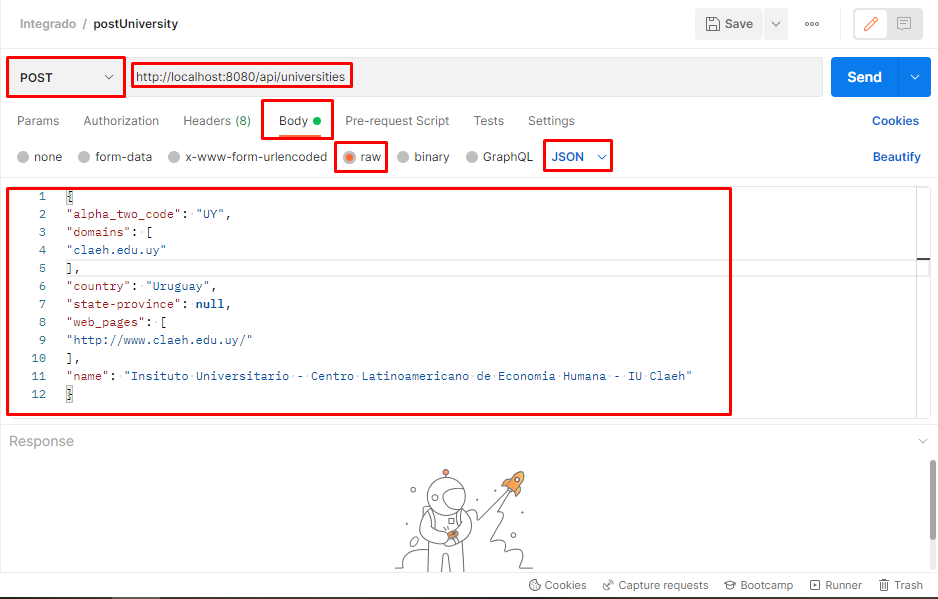 Integrado / postUniversity
Save
POST
http://localhost:8080/api/universities
Send
Params Authorization Headers (8) Body Pre-request Script Tests Settings Cookies
none form-data x-www-form-urlencoded raw binary GraphQL JSON Beautify
1 {
2 "alpha_two_code": "UY",
3 "domains": [
4 "claeh.edu.uy"
5 ],
6 "country": "Uruguay",
7 "state-province": null,
8 "web_pages": [
9 "http://www.claeh.edu.uy/"
10 ],
11 "name": "Insituto Universitario - Centro Latinoamericano de Economia Humana - IU Claeh"
12 }
Response
Cookies Capture requests Bootcamp Runner Trash